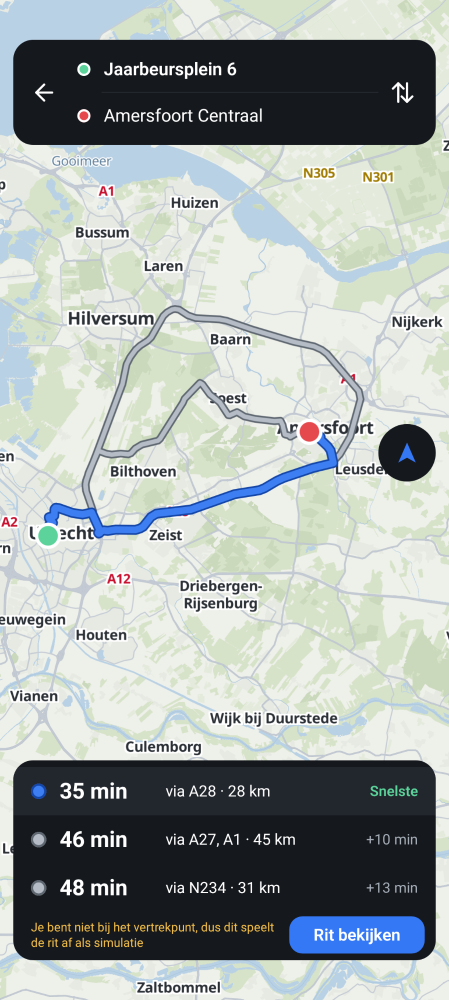 Jaarbeursplein 6
Amersfoort Centraal
Gooimeer
N305
N301
A1
Huizen
Bussum
Laren
Hilversum
Nijkerk
Baarn
A1
Soest
Amersfoort
Bilthoven
Leusden
A2
Utrecht
Zeist
A12
Driebergen-
Rijsenburg
Houten
Vianen
Wijk bij Duurstede
Culemborg
35 min
via A28 · 28 km
Snelste
46 min
via A27, A1 · 45 km
+10 min
48 min
via N234 · 31 km
+13 min
Je bent niet bij het vertrekpunt, dus dit speelt
de rit af als simulatie
Rit bekijken
Zaltbommel